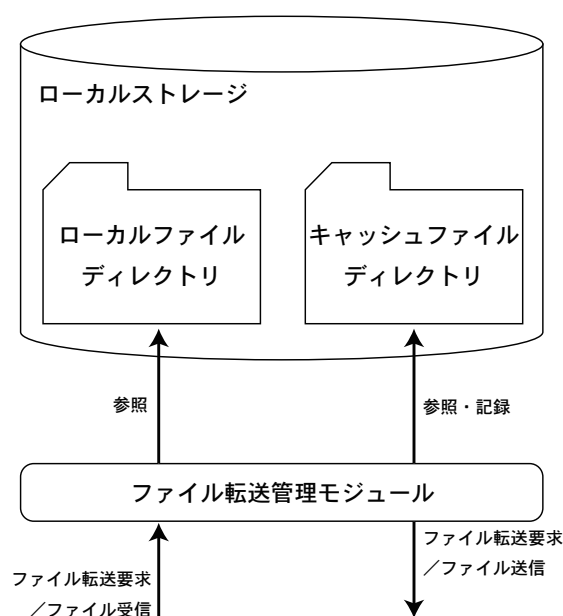 ローカルストレージ
ローカルファイル
ディレクトリ
キャッシュファイル
ディレクトリ
参照
参照・記録
ファイル転送管理モジュール
ファイル転送要求
／ファイル送信
ファイル転送要求
／ファイル受信